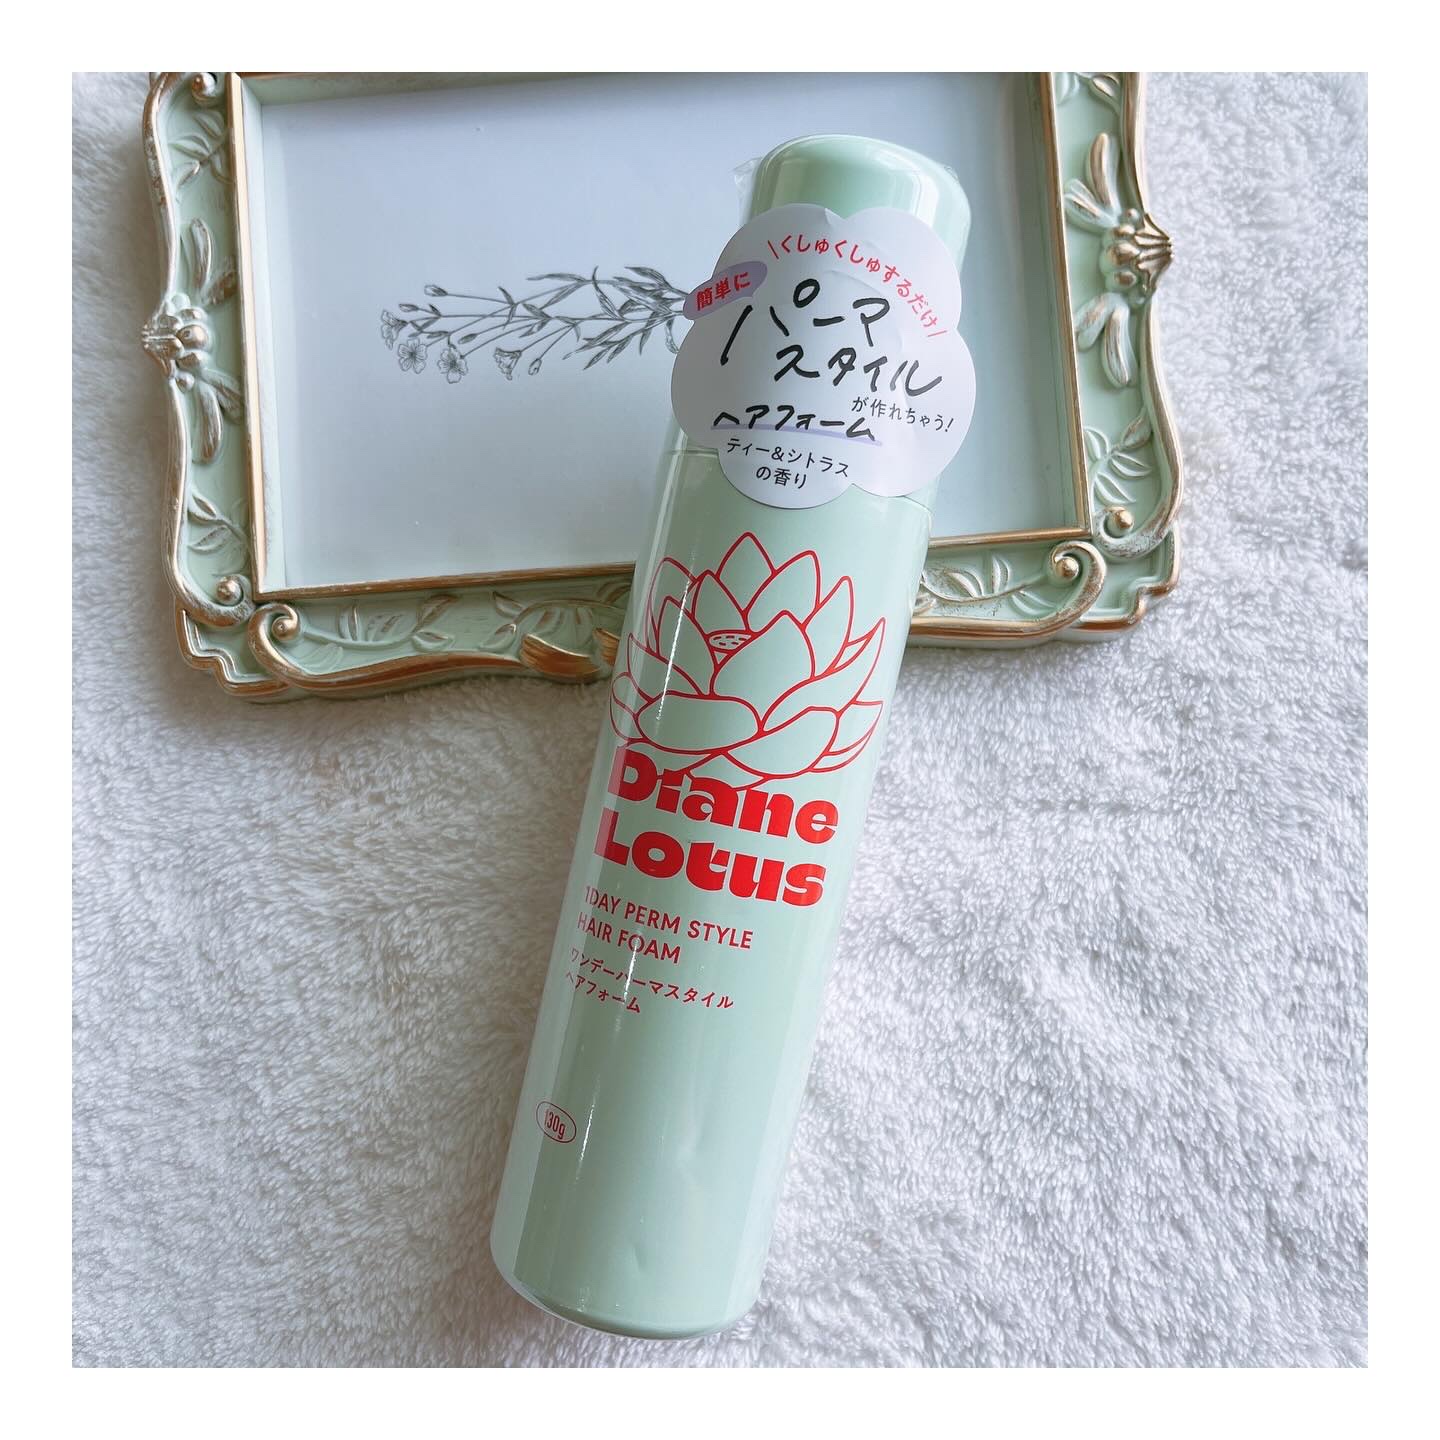 \くしゅくしゅするだけ/
簡単に
パーマ
スタイル
が作れちゃう!
ヘアフォーム
ティー&シトラス
の香り
Diane
Lotus
1DAY PERM STYLE
HAIR FOAM
ワンデーパーマスタイル
ヘアフォーム
130g